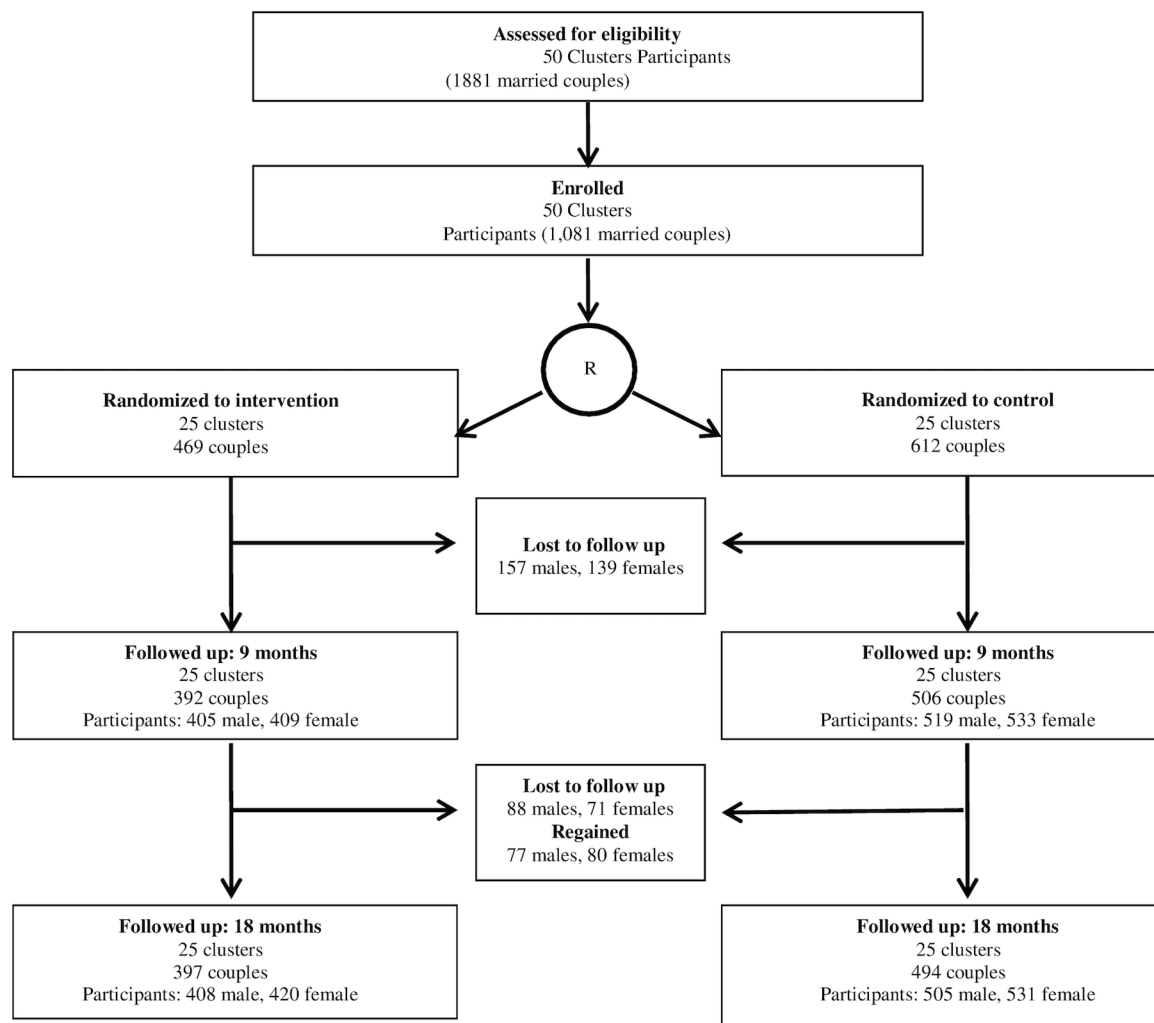 Assessed for eligibility
50 Clusters Participants
(1881 married couples)
Enrolled
50 Clusters
Participants (1,081 married couples)
R
Randomized to intervention
25 clusters
469 couples
Randomized to control
25 clusters
612 couples
Lost to follow up
157 males, 139 females
Followed up: 9 months
25 clusters
392 couples
Participants: 405 male, 409 female
Followed up: 9 months
25 clusters
506 couples
Participants: 519 male, 533 female
Lost to follow up
88 males, 71 females
Regained
77 males, 80 females
Followed up: 18 months
25 clusters
397 couples
Participants: 408 male, 420 female
Followed up: 18 months
25 clusters
494 couples
Participants: 505 male, 531 female